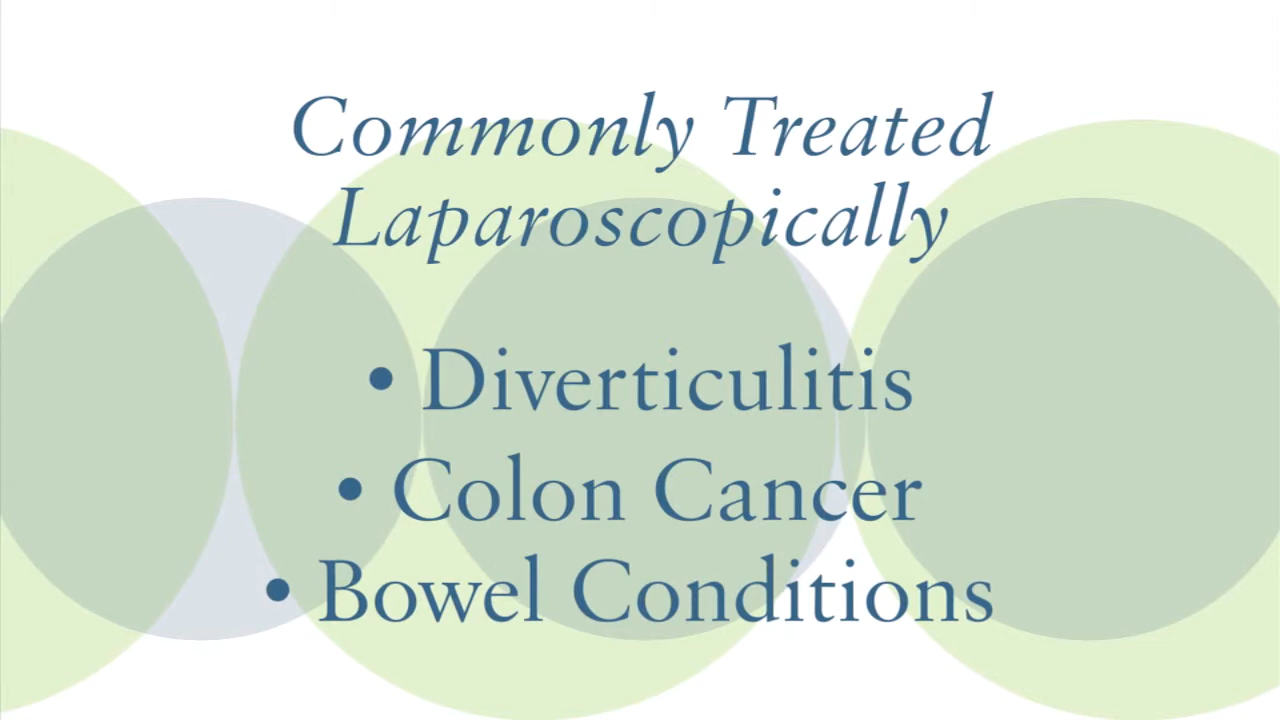 Commonly Treated
Laparoscopically
• Diverticulitis
• Colon Cancer
• Bowel Conditions